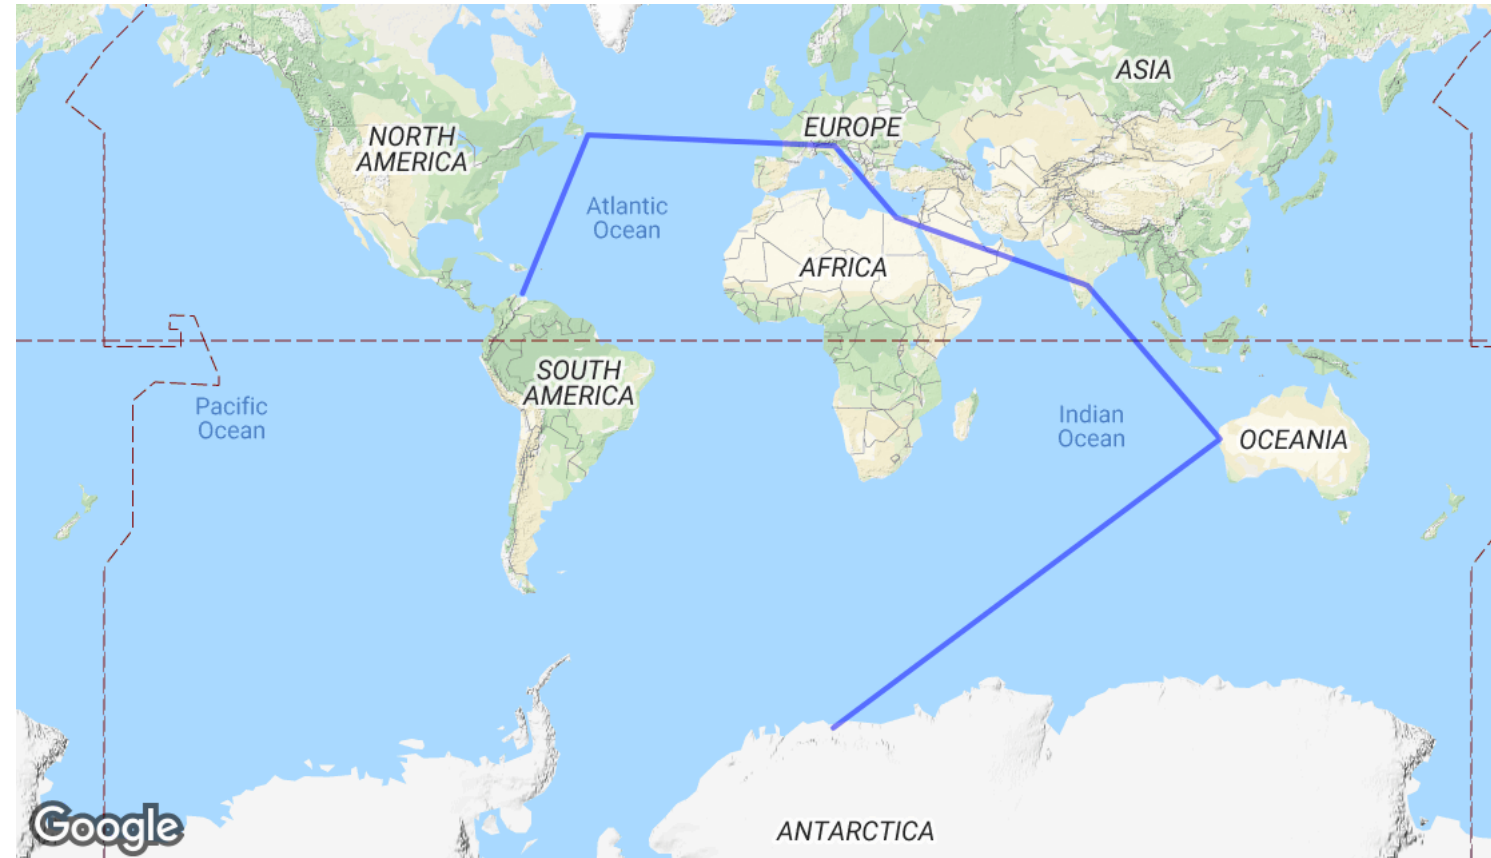 ASIA
NORTH
AMERICA
EUROPE
Atlantic
Ocean
AFRICA
SOUTH
AMERICA
Pacific
Ocean
Indian
Ocean
OCEANIA
Google
ANTARCTICA